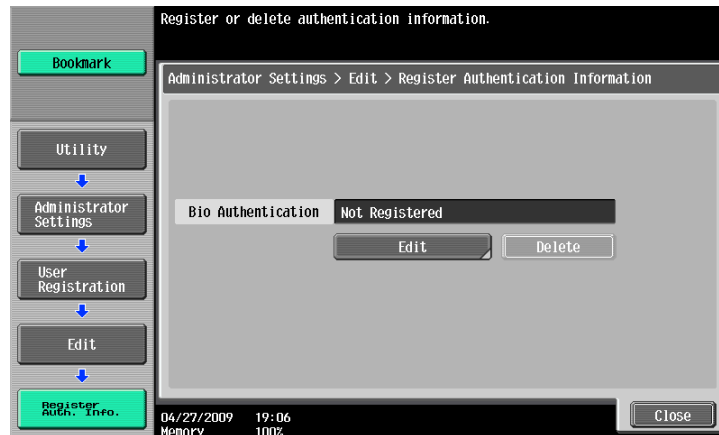 Register or delete authentication information.
Bookmark
Administrator Settings > Edit > Register Authentication Information
Utility
Administrator
Settings
Bio Authentication Not Registered
Edit Delete
User
Registration
Edit
Register
Auth. Info.
Close
04/27/2009 19:06
Memory 100%